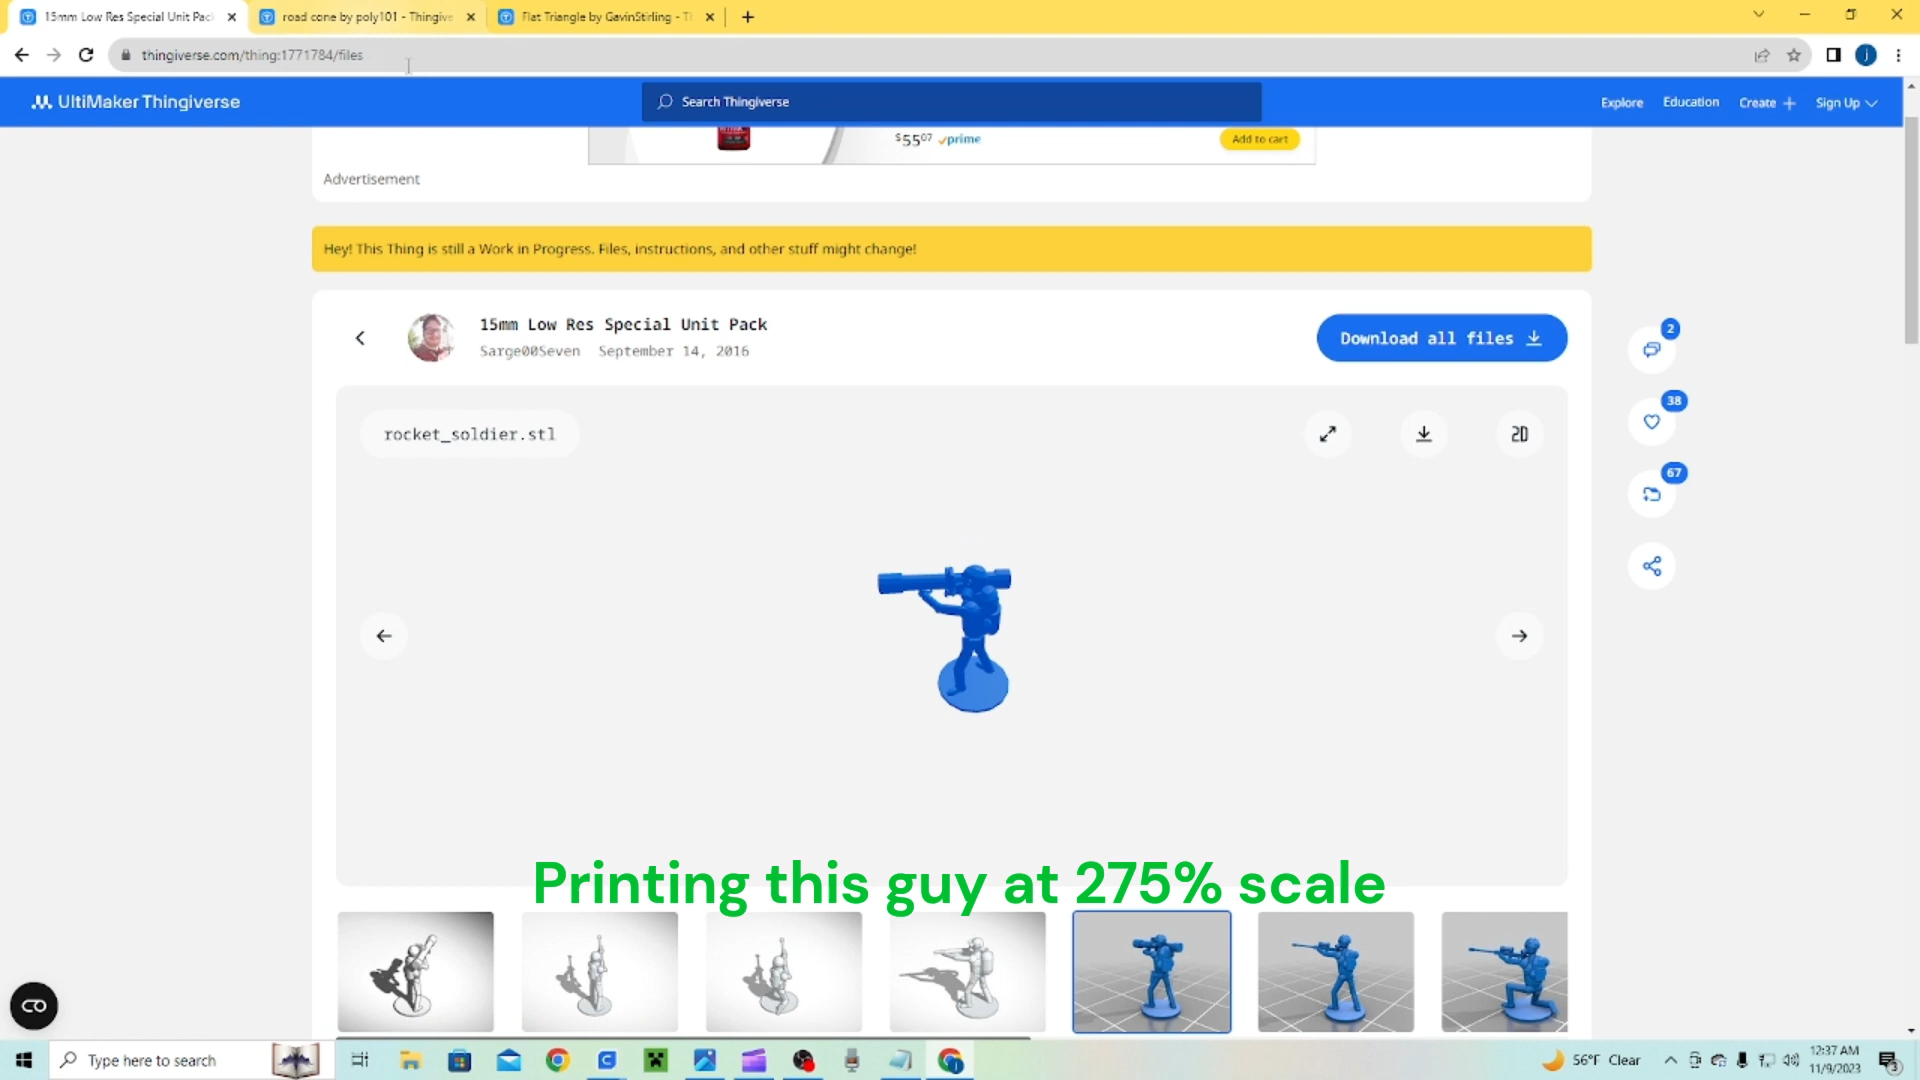 15mm Low Res Special Unit Pac
road cone by poly101 - Thingive
Flat Triangle by GavinStirling - T
thingiverse.com/thing:1771784/files
J
UltiMaker Thingiverse
Search Thingiverse
Explore
Education
Create
Sign Up
$55.07 prime
Add to cart
Advertisement
Hey! This Thing is still a Work in Progress. Files, instructions, and other stuff might change!
15mm Low Res Special Unit Pack
Sarge00Seven September 14, 2016
Download all files
2
38
67
rocket_soldier.stl
2D
Printing this guy at 275% scale
Type here to search
56°F Clear
12:37 AM
11/9/2023
3